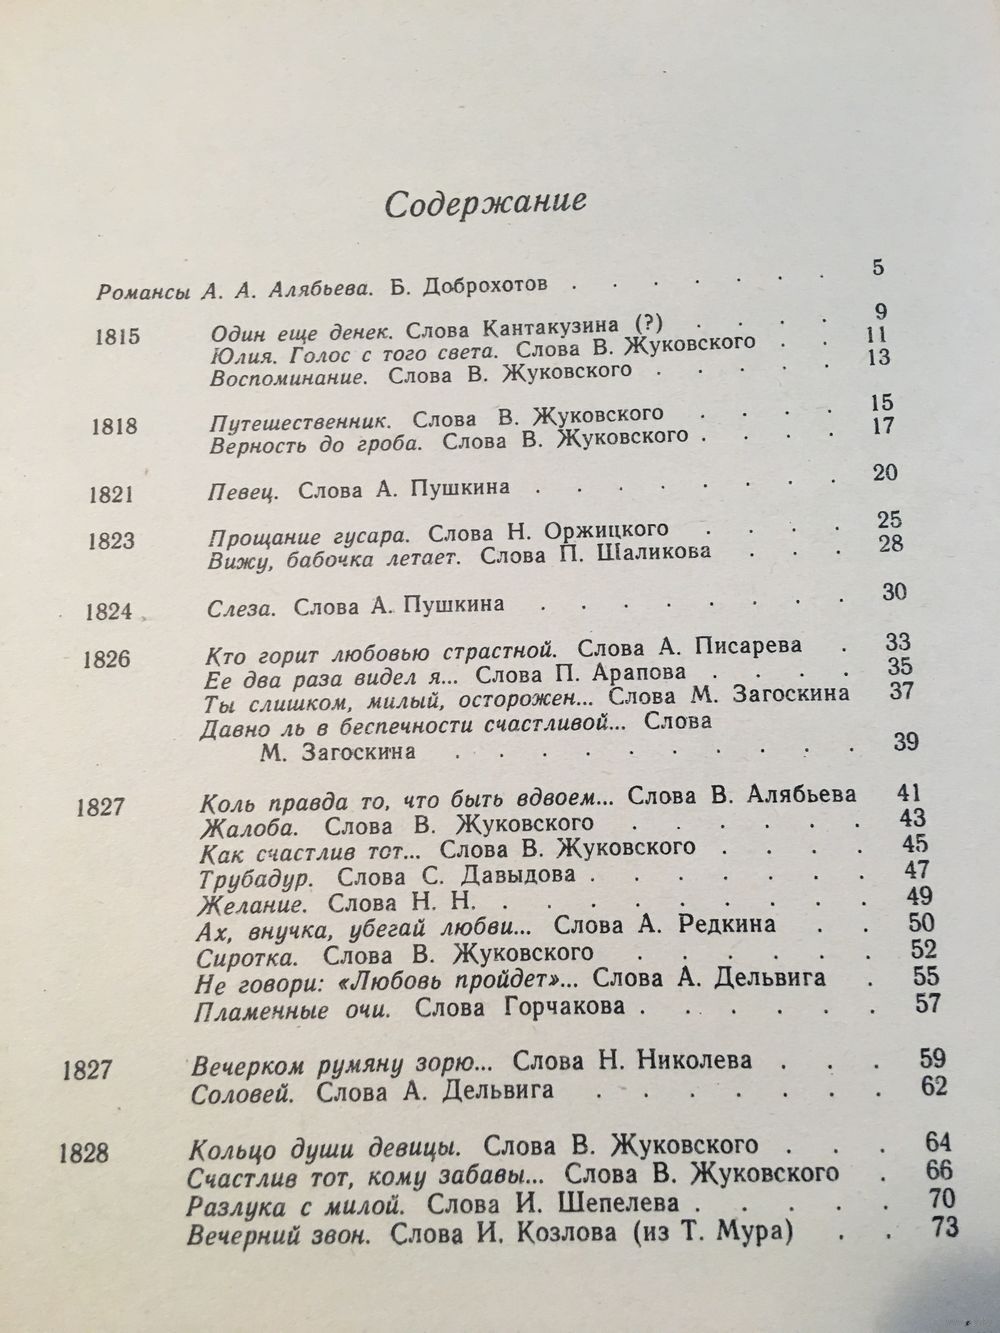 Содержание
Романсы А. А. Алябьева. Б. Доброхотов . . . . . . 5
1815 Один еще денек. Слова Кантакузина (?) . . . . 9
Юлия. Голос с того света. Слова В. Жуковского . . 11
Воспоминание. Слова В. Жуковского . . . . . 13
1818 Путешественник. Слова В. Жуковского . . . . 15
Верность до гроба. Слова В. Жуковского . . . . 17
1821 Певец. Слова А. Пушкина . . . . . . . 20
1823 Прощание гусара. Слова Н. Оржицкого . . . . 25
Вижу, бабочка летает. Слова П. Шаликова . . . 28
1824 Слеза. Слова А. Пушкина . . . . . . . 30
1826 Кто горит любовью страстной. Слова А. Писарева . 33
Ее два раза видел я... Слова П. Арапова . . . . 35
Ты слишком, милый, осторожен... Слова М. Загоскина 37
Давно ль в беспечности счастливой... Слова
М. Загоскина . . . . . . . . . . 39
1827 Коль правда то, что быть вдвоем... Слова В. Алябьева 41
Жалоба. Слова В. Жуковского . . . . . . 43
Как счастлив тот... Слова В. Жуковского . . . . 45
Трубадур. Слова С. Давыдова . . . . . . . 47
Желание. Слова Н. Н. . . . . . . . . 49
Ах, внучка, убегай любви... Слова А. Редкина . . 50
Сиротка. Слова В. Жуковского . . . . . . 52
Не говори: «Любовь пройдет»... Слова А. Дельвига . 55
Пламенные очи. Слова Горчакова . . . . . . 57
1827 Вечерком румяну зорю... Слова Н. Николева . . . 59
Соловей. Слова А. Дельвига . . . . . . . 62
1828 Кольцо души девицы. Слова В. Жуковского . . . 64
Счастлив тот, кому забавы... Слова В. Жуковского . 66
Разлука с милой. Слова И. Шепелева . . . . . 70
Вечерний звон. Слова И. Козлова (из Т. Мура) . . 73